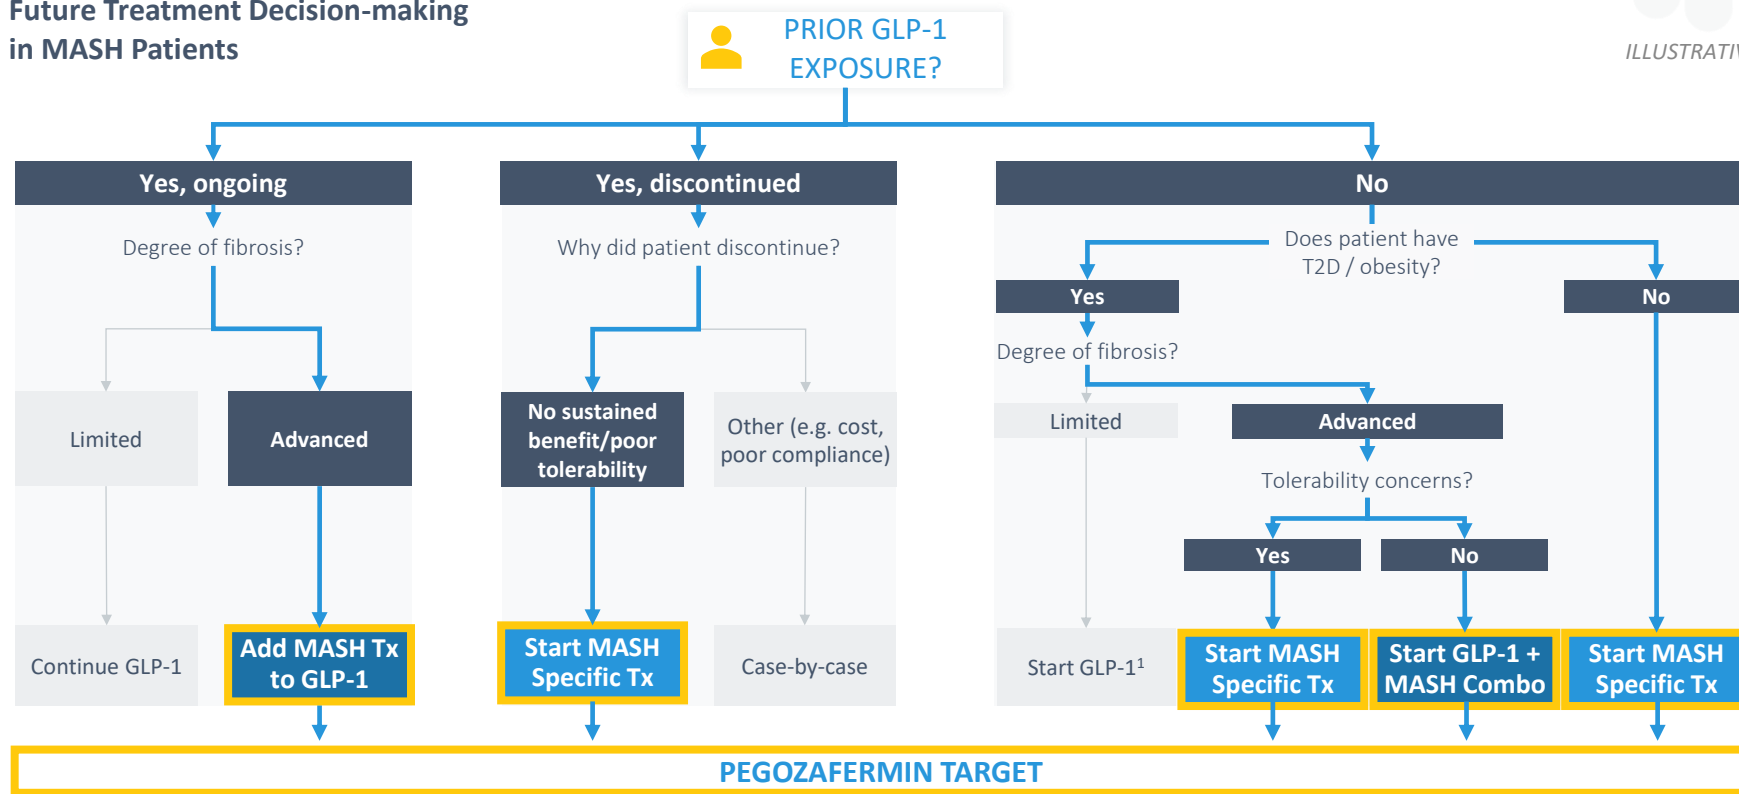 Future Treatment Decision-making
in MASH Patients
PRIOR GLP-1
EXPOSURE?
Yes, ongoing
Yes, discontinued
No
Degree of fibrosis?
Why did patient discontinue?
Does patient have
T2D / obesity?
Yes
No
Degree of fibrosis?
Limited
Advanced
No sustained
benefit/poor
tolerability
Other (e.g. cost,
poor compliance)
Limited
Advanced
Tolerability concerns?
Yes
No
Continue GLP-1
Add MASH Tx
to GLP-1
Start MASH
Specific Tx
Case-by-case
Start GLP-1¹
Start MASH
Specific Tx
Start GLP-1 +
MASH Combo
Start MASH
Specific Tx
PEGOZAFERMIN TARGET